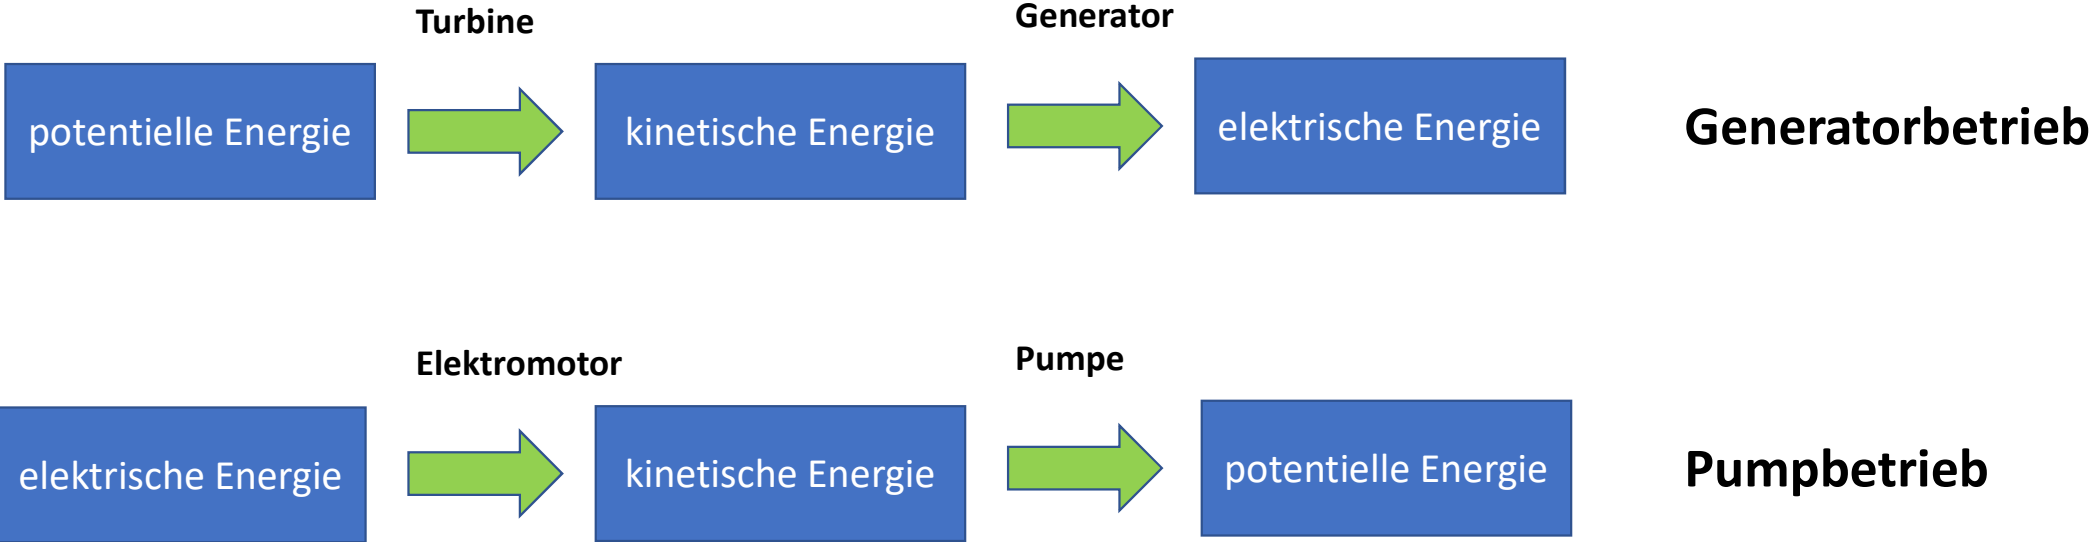 Turbine
Generator
potentielle Energie
kinetische Energie
elektrische Energie
Generatorbetrieb
Elektromotor
Pumpe
elektrische Energie
kinetische Energie
potentielle Energie
Pumpbetrieb